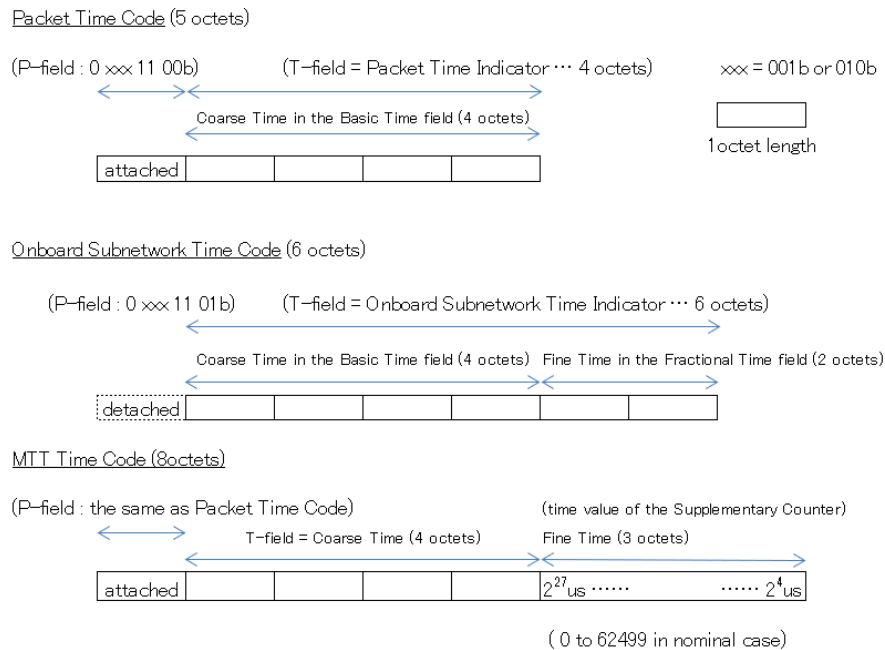 Packet Time Code (5 octets)
(P-field : 0 xxx 11 00b) (T-field = Packet Time Indicator ⋯ 4 octets) xxx = 001b or 010b
Coarse Time in the Basic Time field (4 octets)
1octet length
attached
Onboard Subnetwork Time Code (6 octets)
(P-field : 0 xxx 11 01b) (T-field = Onboard Subnetwork Time Indicator ⋯ 6 octets)
Coarse Time in the Basic Time field (4 octets) Fine Time in the Fractional Time field (2 octets)
detached
MTT Time Code (8octets)
(P-field : the same as Packet Time Code) (time value of the Supplementary Counter)
T-field = Coarse Time (4 octets) Fine Time (3 octets)
attached 2²⁷us ⋯⋯ ⋯⋯ 2⁴us
( 0 to 62499 in nominal case)